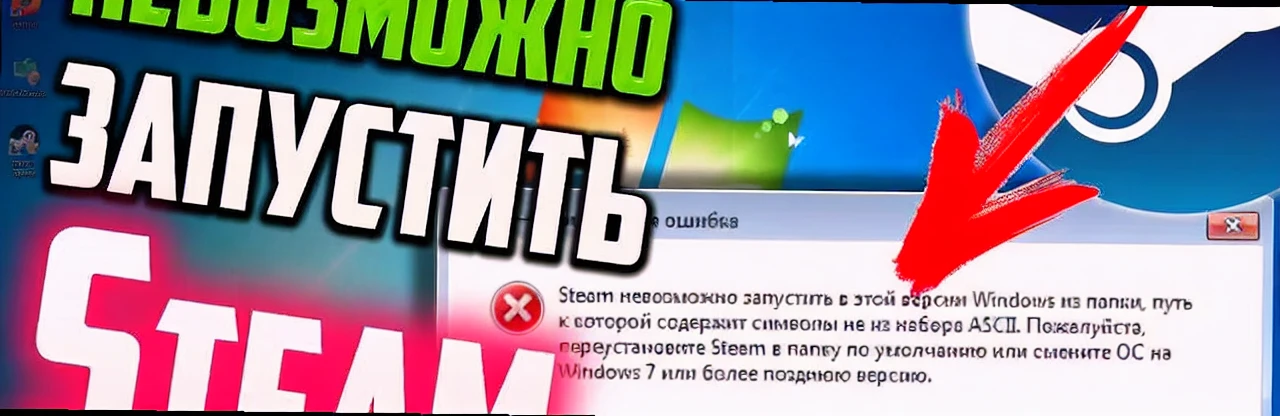 НЕВОЗМОЖНО
ЗАПУСТИТЬ
STEAM
ошибка
Steam невозможно запустить в этой версии Windows из папки, путь
к которой содержит символы не из набора ASCII. Пожалуйста,
переустановите Steam в папку по умолчанию или смените ОС на
Windows 7 или более позднюю версию.